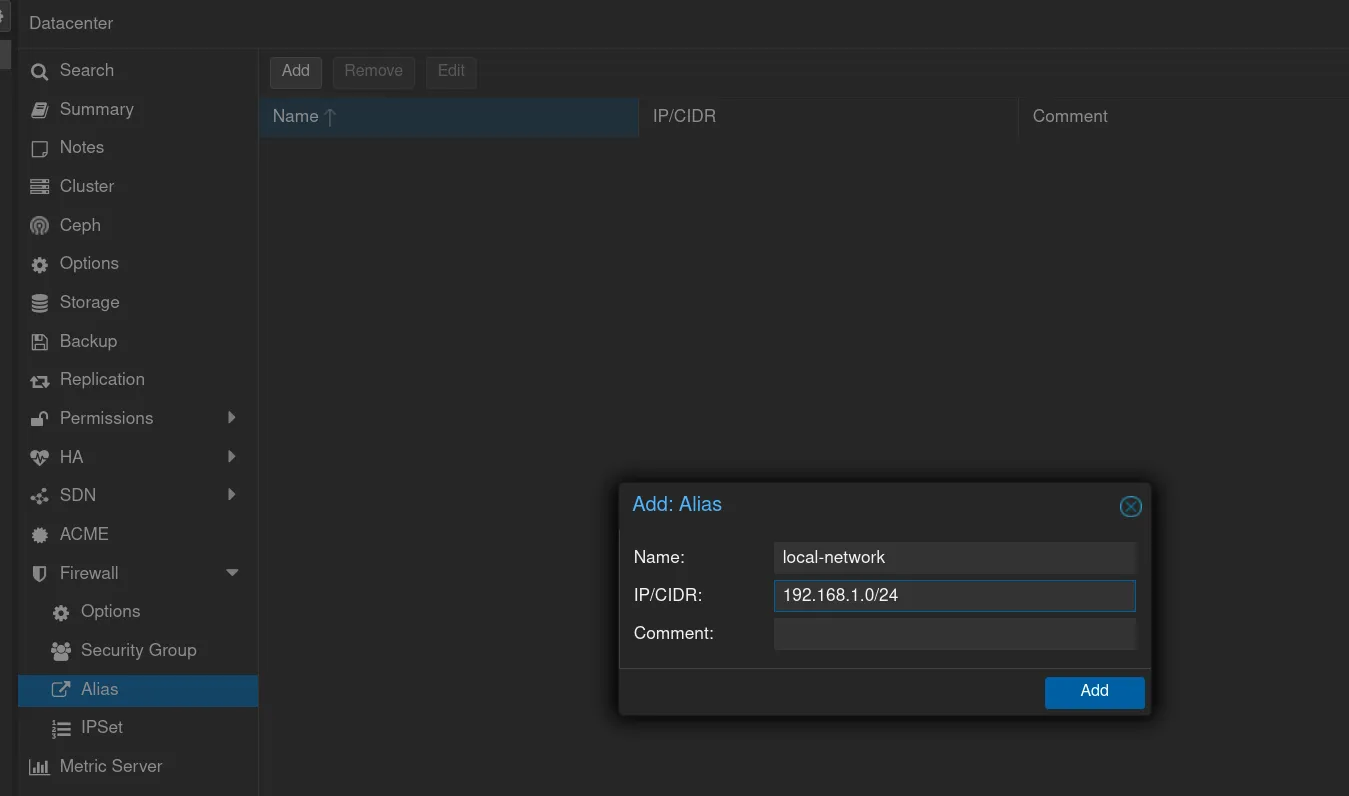 Datacenter
Search
Summary
Notes
Cluster
Ceph
Options
Storage
Backup
Replication
Permissions
HA
SDN
ACME
Firewall
Options
Security Group
Alias
IPSet
Metric Server
Add Remove Edit
Name IP/CIDR Comment
Add: Alias
Name: local-network
IP/CIDR: 192.168.1.0/24
Comment:
Add